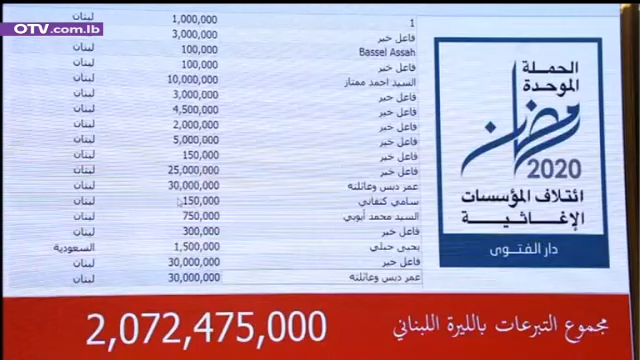 OTV.com.lb
1 1,000,000 لبنان
فاعل خير 3,000,000 لبنان
Bassel Assah 100,000 لبنان
فاعل خير 100,000 لبنان
السيد احمد ممتاز 10,000,000 لبنان
فاعل خير 3,000,000 لبنان
فاعل خير 4,500,000 لبنان
فاعل خير 2,000,000 لبنان
فاعل خير 5,000,000 لبنان
فاعل خير 150,000 لبنان
فاعل خير 25,000,000 لبنان
عمر دبس وعائلته 30,000,000 لبنان
سامي كنفاني 150,000 لبنان
السيد محمد أيوبي 750,000 لبنان
فاعل خير 300,000 لبنان
يحيى حبلي 1,500,000 السعودية
فاعل خير 30,000,000 لبنان
عمر دبس وعائلته 30,000,000 لبنان
الحملة
الموحدة
رمضان
2020
ائتلاف المؤسسات
الإغاثية
دار الفتوى
مجموع التبرعات بالليرة اللبناني
2,072,475,000